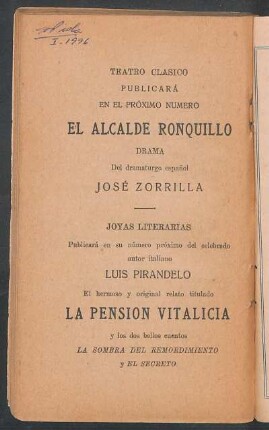 I-1996
TEATRO CLASICO
PUBLICARÁ
EN EL PRÓXIMO NUMERO
EL ALCALDE RONQUILLO
DRAMA
Del dramaturgo español
JOSÉ ZORRILLA
JOYAS LITERARIAS
Publicará en su número próximo del celebrado
autor italiano
LUIS PIRANDELO
El hermoso y original relato titulado
LA PENSION VITALICIA
y los dos bellos cuentos
LA SOMBRA DEL REMORDIMIENTO
y EL SECRETO.